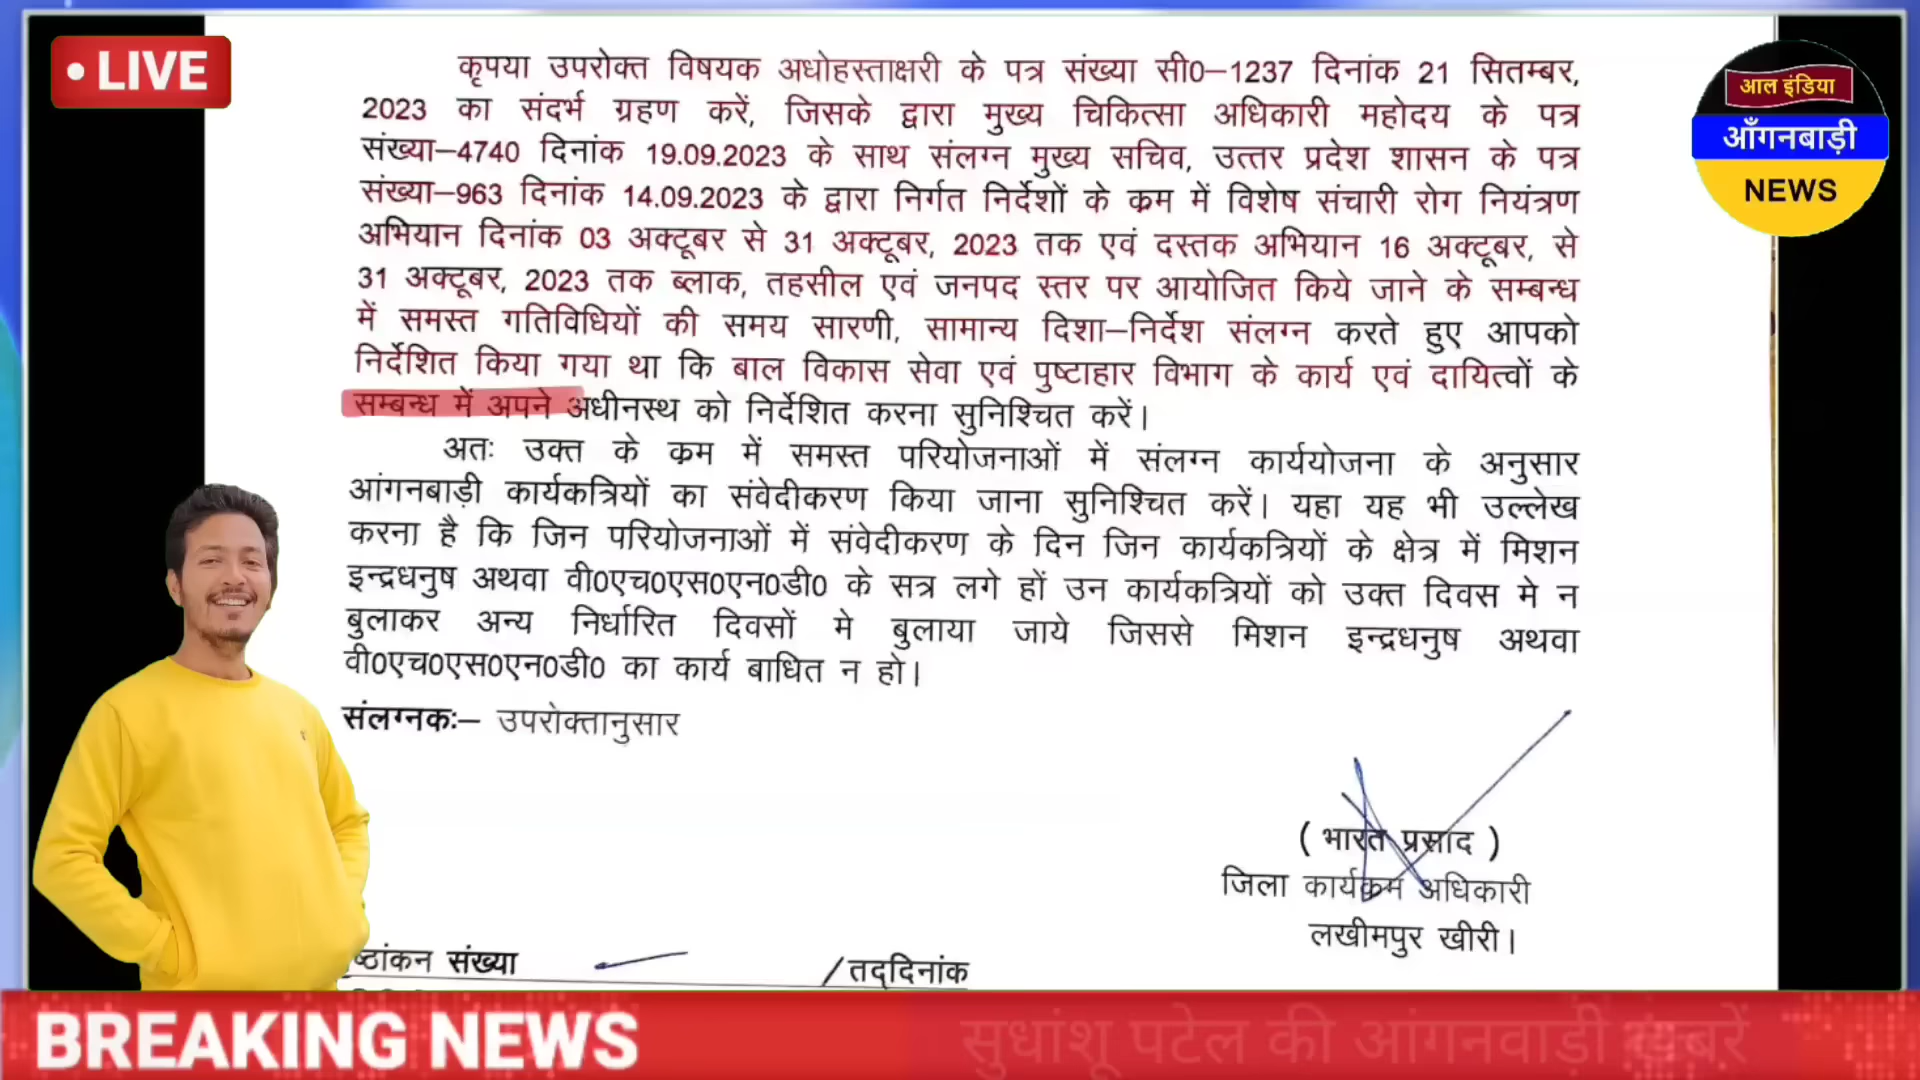 • LIVE
आल इंडिया
आँगनबाड़ी
NEWS
कृपया उपरोक्त विषयक अधोहस्ताक्षरी के पत्र संख्या सी0–1237 दिनांक 21 सितम्बर,
2023 का संदर्भ ग्रहण करें, जिसके द्वारा मुख्य चिकित्सा अधिकारी महोदय के पत्र
संख्या–4740 दिनांक 19.09.2023 के साथ संलग्न मुख्य सचिव, उत्तर प्रदेश शासन के पत्र
संख्या–963 दिनांक 14.09.2023 के द्वारा निर्गत निर्देशों के क्रम में विशेष संचारी रोग नियंत्रण
अभियान दिनांक 03 अक्टूबर से 31 अक्टूबर, 2023 तक एवं दस्तक अभियान 16 अक्टूबर, से
31 अक्टूबर, 2023 तक ब्लाक, तहसील एवं जनपद स्तर पर आयोजित किये जाने के सम्बन्ध
में समस्त गतिविधियों की समय सारणी, सामान्य दिशा–निर्देश संलग्न करते हुए आपको
निर्देशित किया गया था कि बाल विकास सेवा एवं पुष्टाहार विभाग के कार्य एवं दायित्वों के
सम्बन्ध में अपने अधीनस्थ को निर्देशित करना सुनिश्चित करें।
अतः उक्त के क्रम में समस्त परियोजनाओं में संलग्न कार्ययोजना के अनुसार
आंगनबाड़ी कार्यकत्रियों का संवेदीकरण किया जाना सुनिश्चित करें। यहा यह भी उल्लेख
करना है कि जिन परियोजनाओं में संवेदीकरण के दिन जिन कार्यकत्रियों के क्षेत्र में मिशन
इन्द्रधनुष अथवा वी0एच0एस0एन0डी0 के सत्र लगे हों उन कार्यकत्रियों को उक्त दिवस मे न
बुलाकर अन्य निर्धारित दिवसों मे बुलाया जाये जिससे मिशन इन्द्रधनुष अथवा
वी0एच0एस0एन0डी0 का कार्य बाधित न हो।
संलग्नकः– उपरोक्तानुसार
( भारत प्रसाद )
जिला कार्यक्रम अधिकारी
लखीमपुर खीरी।
ष्ठांकन संख्या /तद्दिनांक
BREAKING NEWS
सुधांशू पटेल की आंगनवाड़ी खबरें